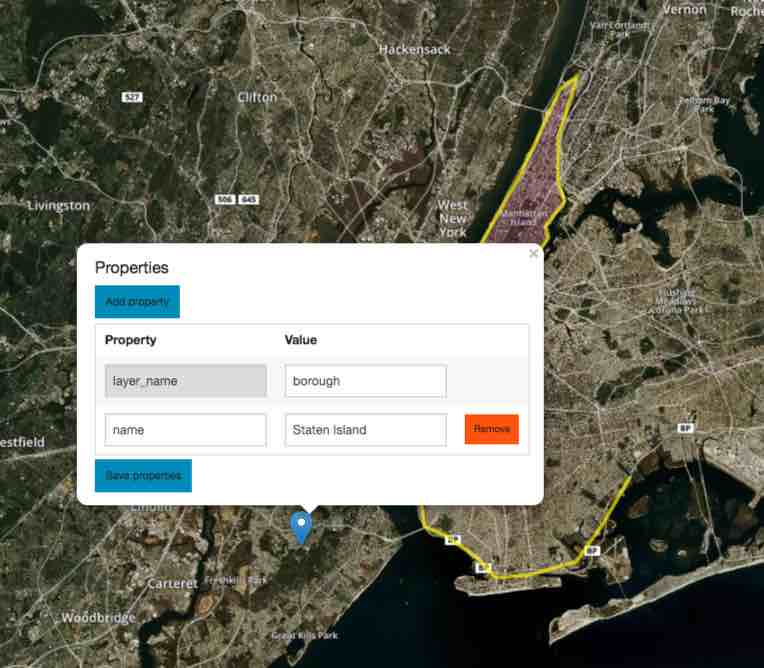 Vernon
Roche
Van Cortlandt
Park
Hackensack
527
Clifton
Pelham Bay
Park
506 645
Livingston
West
New
York
Manhattan
Island
×
Properties
Add property
Flushing
Meadows
Corona Park
Property Value
layer_name borough
name Staten Island Remove
BP
estfield
Save properties
Linden
BP
BP
BP
Carteret
Freshkills Park
Woodbridge
Great Kills Park